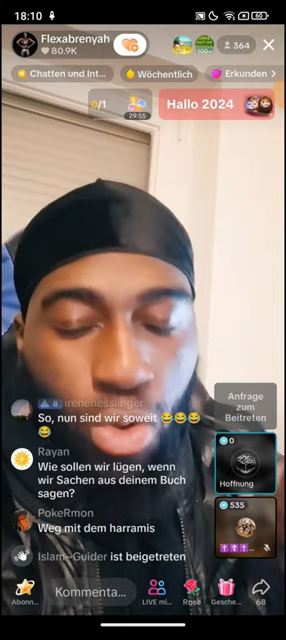 18:10
60
Flexabrenyah
80.9K
100+
364
Chatten und Int...
Wöchentlich
Erkunden
0/1
29:55
Hallo 2024
Anfrage
zum
Beitreten
8 irenehesslinger
So, nun sind wir soweit 😂😂😂
😂
0
Hoffnung
Rayan
Wie sollen wir lügen, wenn
wir Sachen aus deinem Buch
sagen?
535
PokeRmon
Weg mit dem harramis
Islam-Guider ist beigetreten
Abonn...
Kommenta...
LIVE mi...
Rose
Gesche...
68